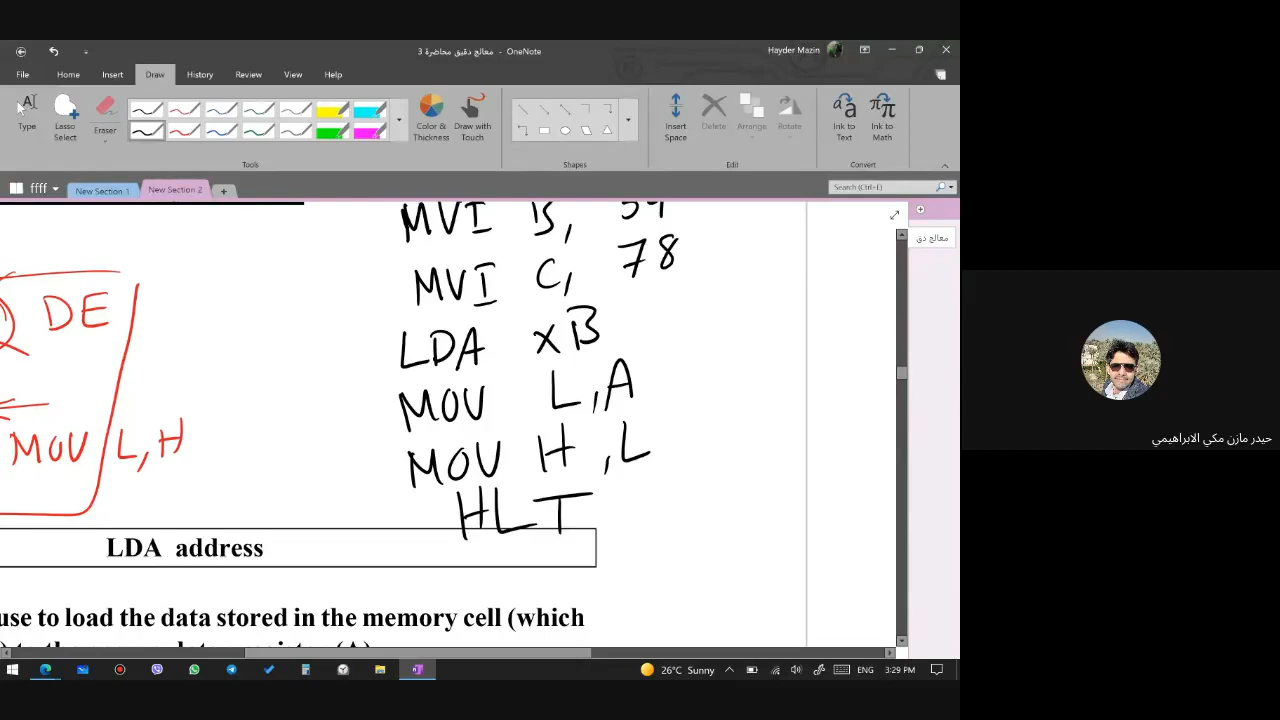 معالج دقيق محاضرة 3 - OneNote
Hayder Mazin
File Home Insert Draw History Review View Help
Type
Lasso Select
Eraser
Color & Thickness
Draw with Touch
Insert Space
Delete
Arrange
Rotate
Ink to Text
Ink to Math
Tools
Shapes
Edit
Convert
ffff
New Section 1
New Section 2
Search (Ctrl+E)
معالج دق
MVI B,
MVI C, 78
LDA XB
MOV L,A
MOV H,L
HLT
DE
MOV L,H
LDA address
use to load the data stored in the memory cell (which
حيدر مازن مكي الابراهيمي
26°C Sunny
ENG
3:29 PM